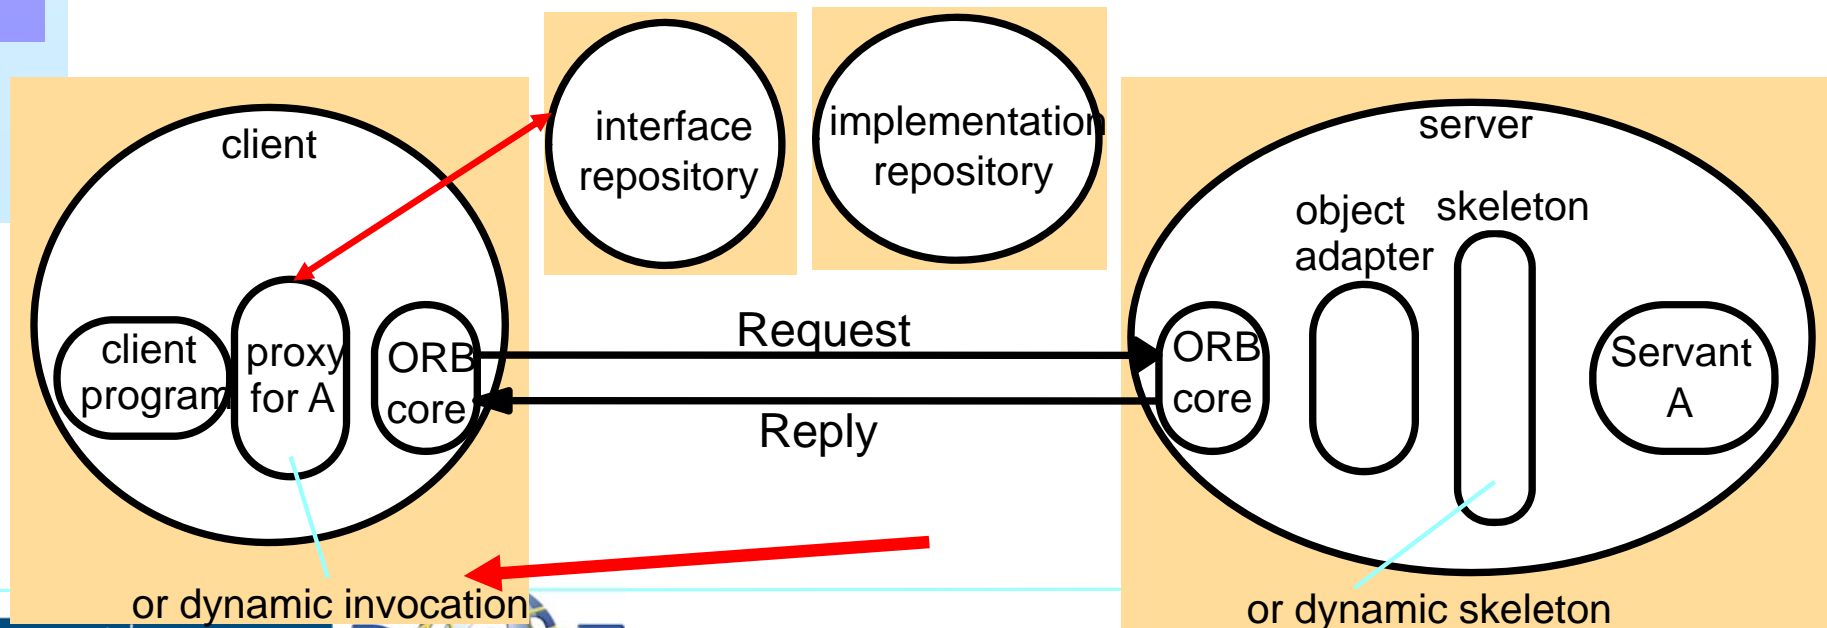 client
interface
repository
implementation
repository
server
object
adapter
skeleton
client
program
proxy
for A
ORB
core
Request
Reply
ORB
core
Servant
A
or dynamic invocation
or dynamic skeleton